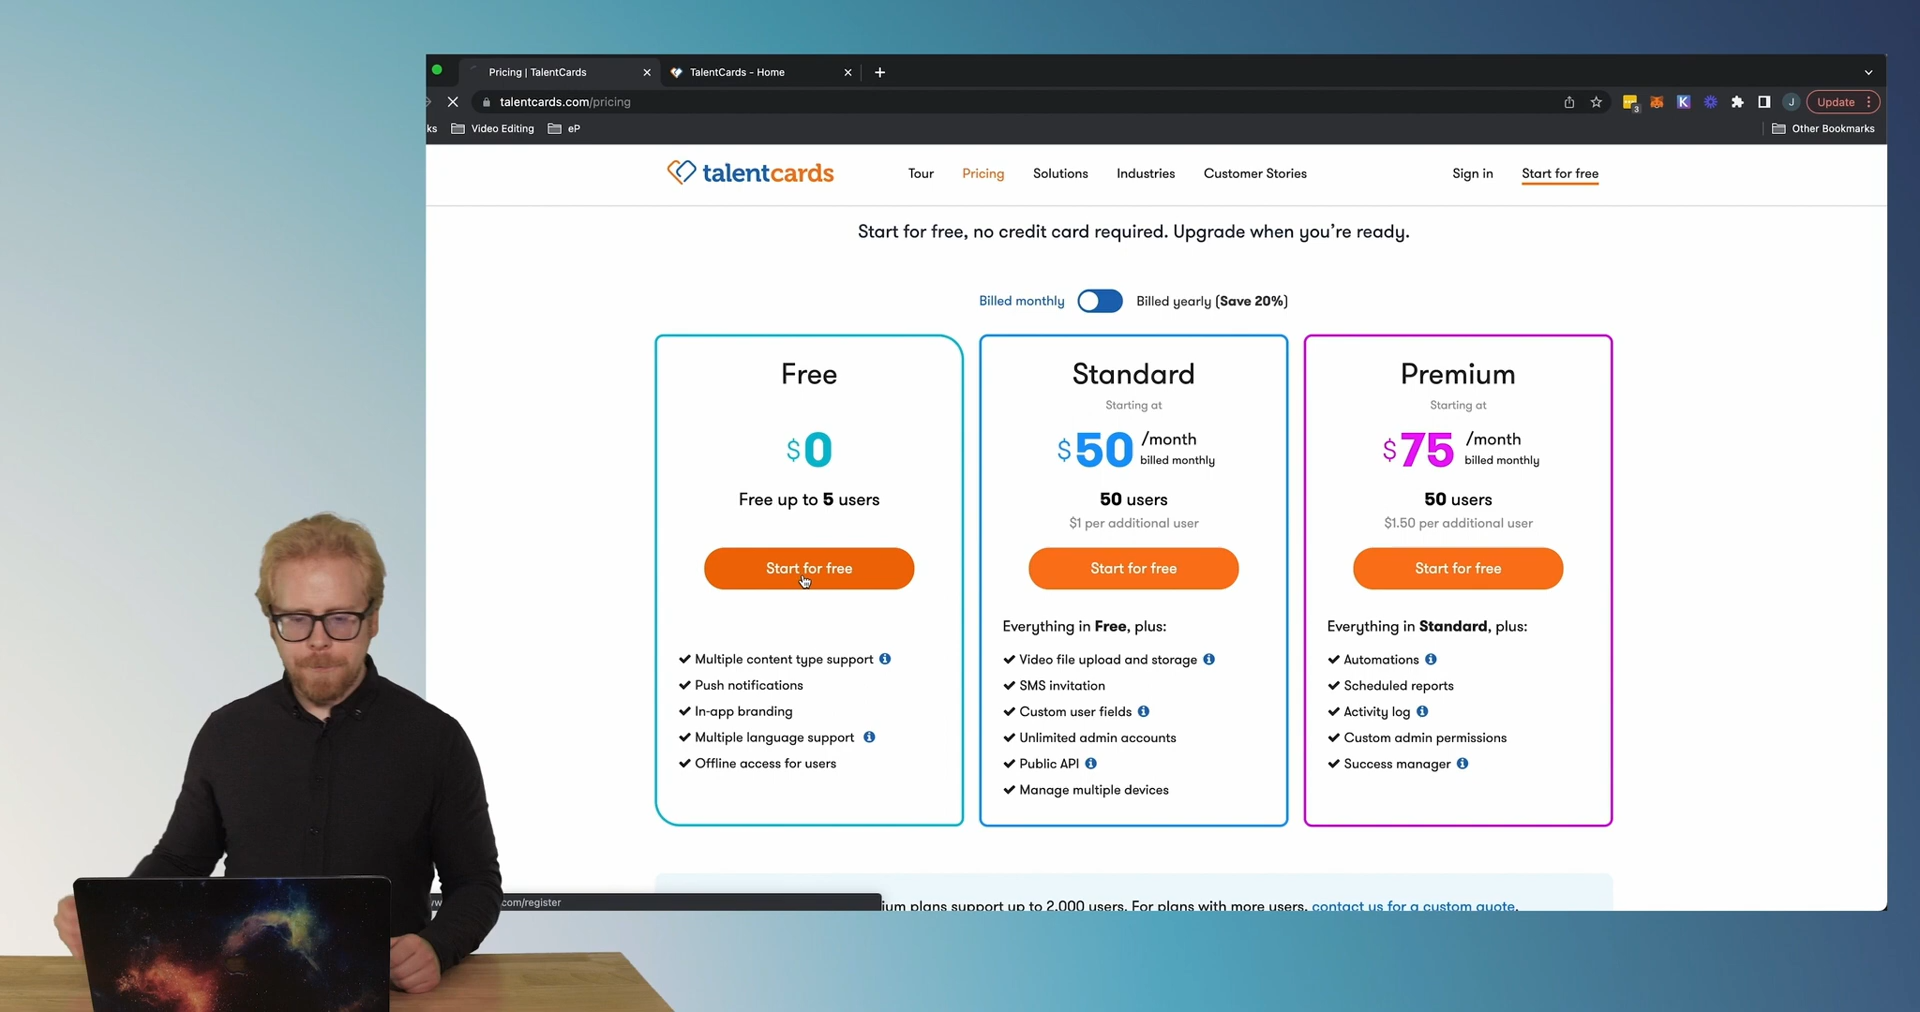 Pricing | TalentCards
TalentCards - Home
talentcards.com/pricing
3
K
J
Update
ks
Video Editing
eP
Other Bookmarks
talentcards
Tour
Pricing
Solutions
Industries
Customer Stories
Sign in
Start for free
Start for free, no credit card required. Upgrade when you're ready.
Billed monthly
Billed yearly (Save 20%)
Free
$0
Free up to 5 users
Start for free
✔ Multiple content type support
✔ Push notifications
✔ In-app branding
✔ Multiple language support
✔ Offline access for users
Standard
Starting at
$50 /month
billed monthly
50 users
$1 per additional user
Start for free
Everything in Free, plus:
✔ Video file upload and storage
✔ SMS invitation
✔ Custom user fields
✔ Unlimited admin accounts
✔ Public API
✔ Manage multiple devices
Premium
Starting at
$75 /month
billed monthly
50 users
$1.50 per additional user
Start for free
Everything in Standard, plus:
✔ Automations
✔ Scheduled reports
✔ Activity log
✔ Custom admin permissions
✔ Success manager
com/register
ium plans support up to 2,000 users. For plans with more users, contact us for a custom quote.